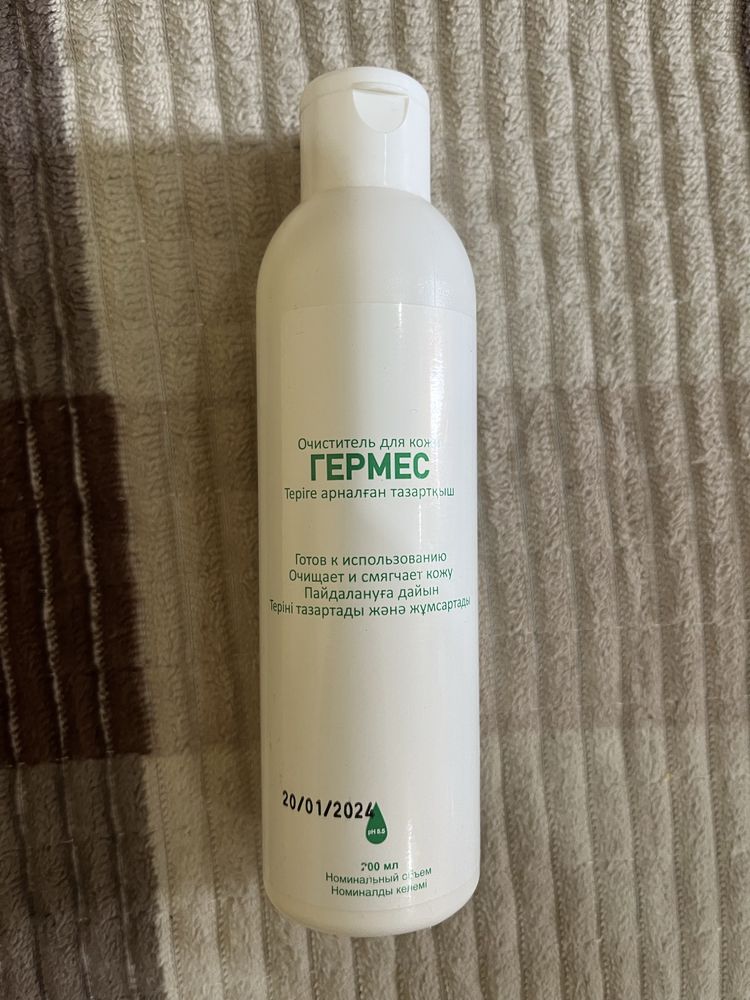 Очиститель для кожи
ГЕРМЕС
Теріге арналған тазартқыш
Готов к использованию
Очищает и смягчает кожу
Пайдалануға дайын
Теріні тазартады және жұмсартады
20/01/2024
pH 5.5
200 мл
Номинальный объем
Номиналды көлемі